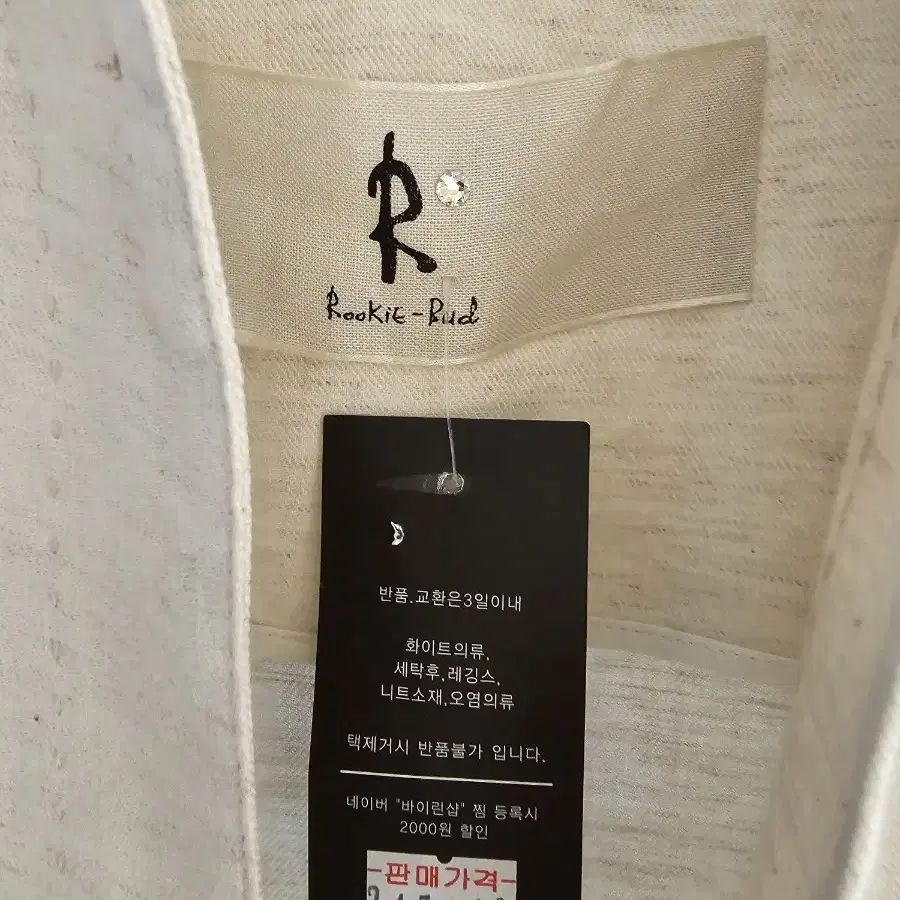 R
Rookie-Bud
반품.교환은3일이내
화이트의류,
세탁후,레깅스,
니트소재,오염의류
택제거시 반품불가 입니다.
네이버 "바이린샵" 찜 등록시
2000원 할인
-판매가격-